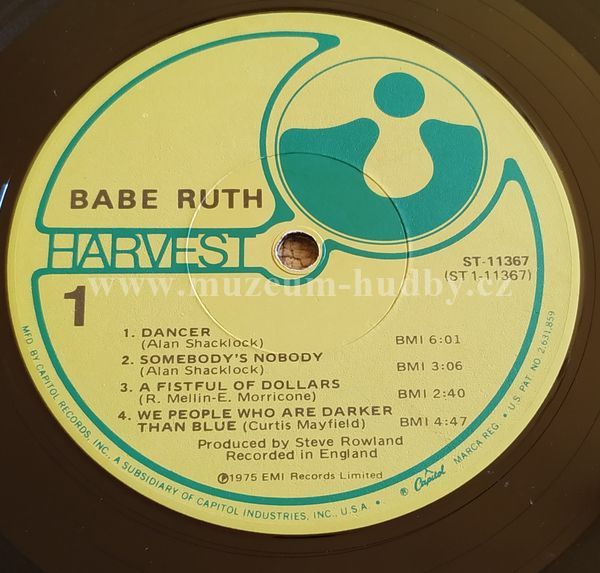 BABE RUTH
HARVEST
1
ST-11367
(ST 1-11367)
www.muzeum-hudby.cz
1. DANCER
(Alan Shacklock)
BMI 6:01
2. SOMEBODY'S NOBODY
(Alan Shacklock)
BMI 3:06
3. A FISTFUL OF DOLLARS
(R. Mellin-E. Morricone)
BMI 2:40
4. WE PEOPLE WHO ARE DARKER
THAN BLUE (Curtis Mayfield)
BMI 4:47
Produced by Steve Rowland
Recorded in England
Ⓟ1975 EMI Records Limited
MFD. BY CAPITOL RECORDS, INC., A SUBSIDIARY OF CAPITOL INDUSTRIES, INC., U.S.A. • ® Capitol MARCA REG. • U.S. PAT. NO. 2,631,859